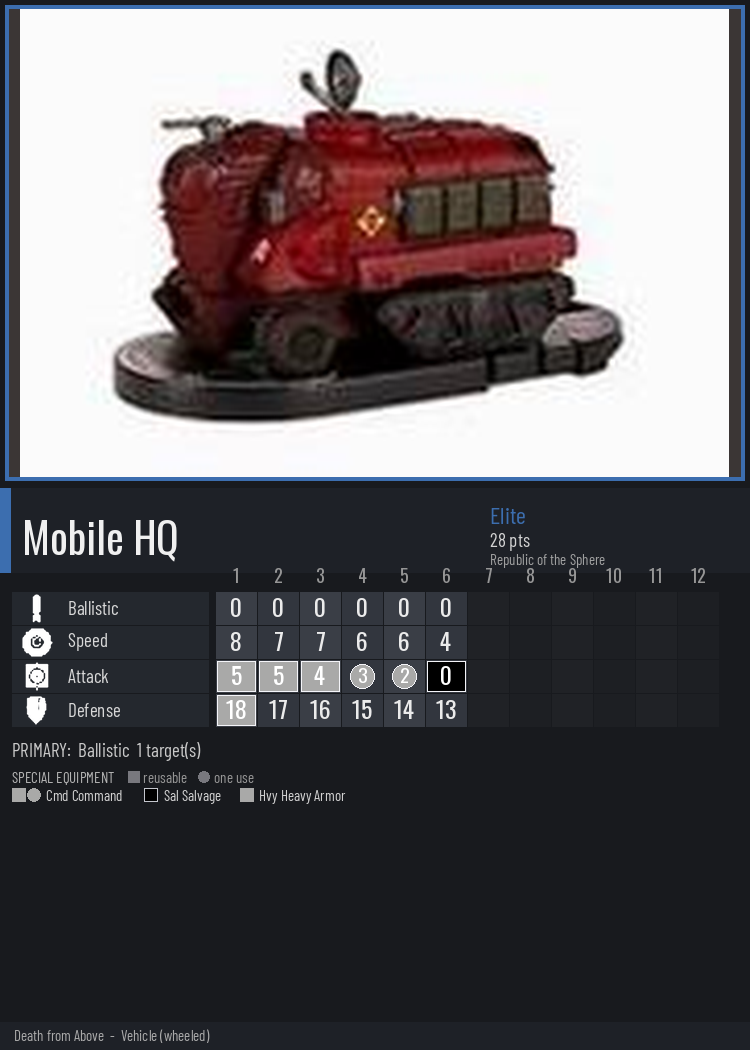 Mobile HQ
Elite
28 pts
Republic of the Sphere
1 2 3 4 5 6 7 8 9 10 11 12
Ballistic 0 0 0 0 0 0
Speed 8 7 7 6 6 4
Attack 5 5 4 3 2 0
Defense 18 17 16 15 14 13
PRIMARY: Ballistic 1 target(s)
SPECIAL EQUIPMENT reusable one use
Cmd Command Sal Salvage Hvy Heavy Armor
Death from Above - Vehicle (wheeled)